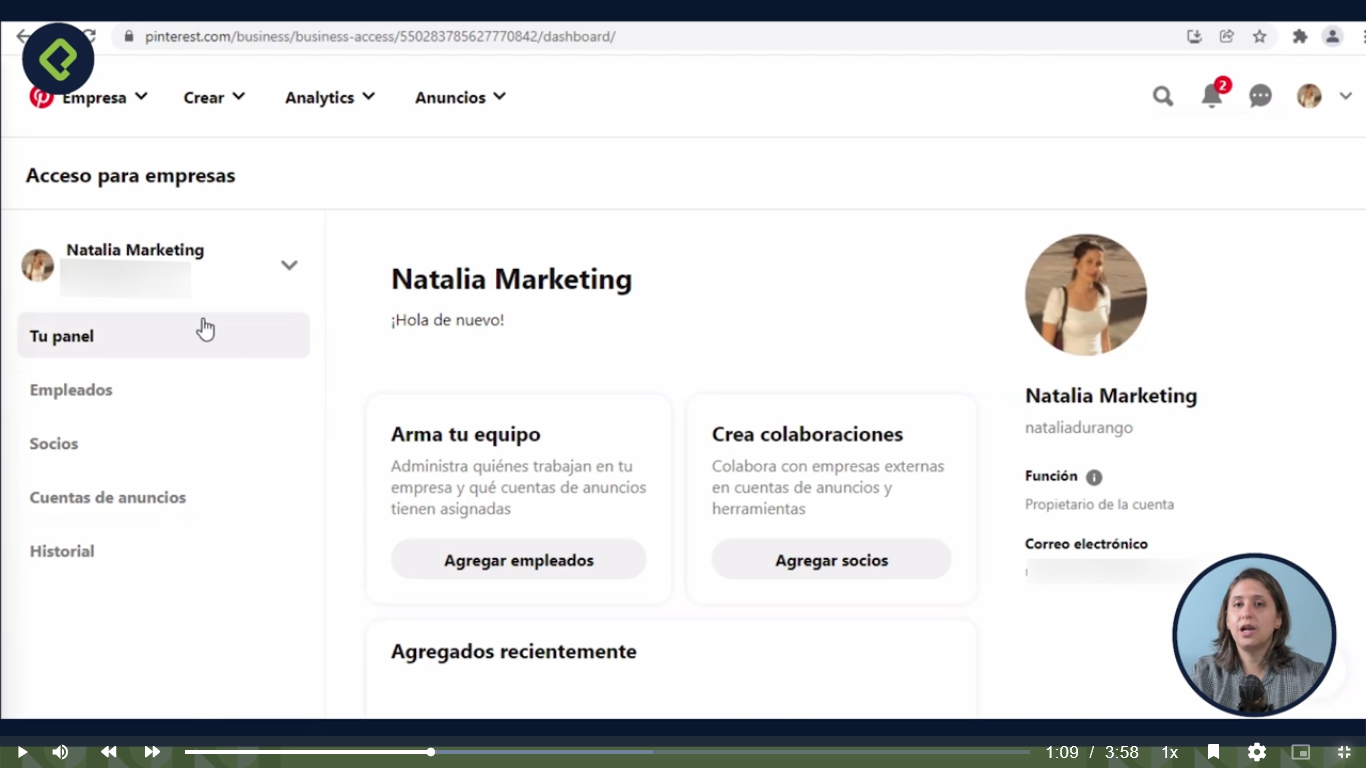 pinterest.com/business/business-access/550283785627770842/dashboard/
Empresa
Crear
Analytics
Anuncios
2
Acceso para empresas
Natalia Marketing
Tu panel
Empleados
Socios
Cuentas de anuncios
Historial
Natalia Marketing
¡Hola de nuevo!
Arma tu equipo
Administra quiénes trabajan en tu
empresa y qué cuentas de anuncios
tienen asignadas
Agregar empleados
Crea colaboraciones
Colabora con empresas externas
en cuentas de anuncios y
herramientas
Agregar socios
Agregados recientemente
Natalia Marketing
nataliadurango
Función
Propietario de la cuenta
Correo electrónico
1:09 / 3:58 1x